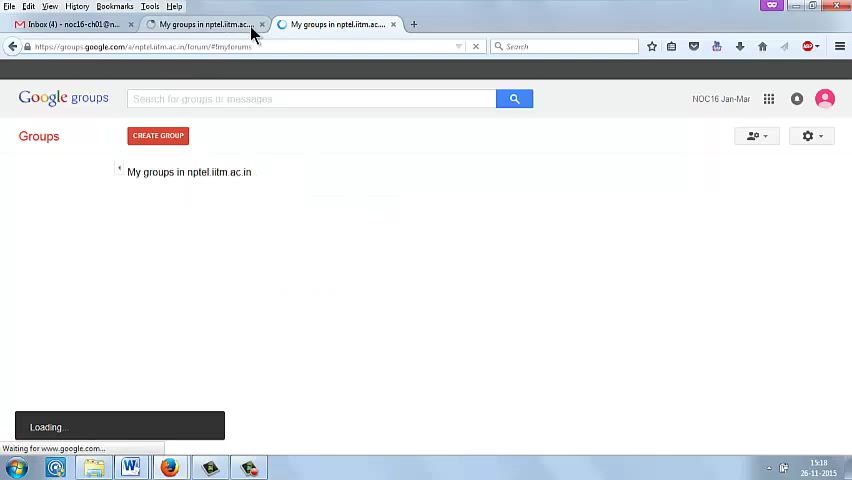 File Edit View History Bookmarks Tools Help
Inbox (4) - noc16-ch01@n... × My groups in nptel.iitm.ac.... × My groups in nptel.iitm.ac.... × +
https://groups.google.com/a/nptel.iitm.ac.in/forum/#!myforums Search
Google groups Search for groups or messages NOC16 Jan-Mar
Groups CREATE GROUP
My groups in nptel.iitm.ac.in
Loading...
Waiting for www.google.com...
15:18
26-11-2015